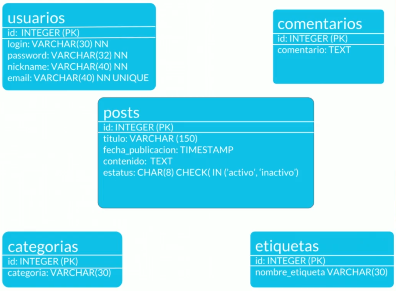 usuarios
id: INTEGER (PK)
login: VARCHAR(30) NN
password: VARCHAR(32) NN
nickname: VARCHAR(40) NN
email: VARCHAR(40) NN UNIQUE
comentarios
id: INTEGER (PK)
comentario: TEXT
posts
id: INTEGER (PK)
titulo: VARCHAR (150)
fecha_publicacion: TIMESTAMP
contenido: TEXT
estatus: CHAR(8) CHECK( IN ('activo', 'inactivo')
categorias
id: INTEGER (PK)
categoria: VARCHAR(30)
etiquetas
id: INTEGER (PK)
nombre_etiqueta VARCHAR(30)